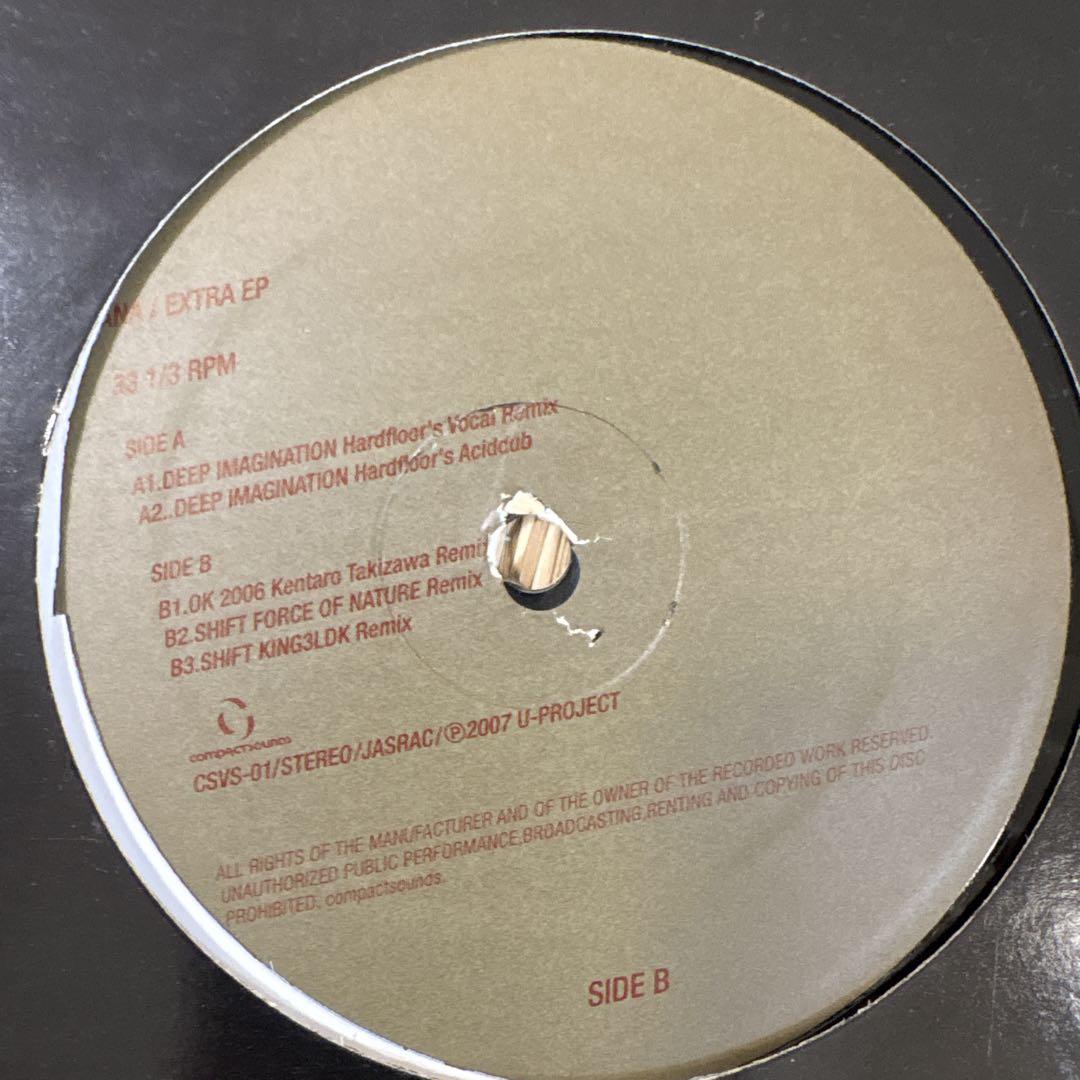 / EXTRA EP
33 1/3 RPM
SIDE A
A1.DEEP IMAGINATION Hardfloor's Vocal Remix
A2..DEEP IMAGINATION Hardfloor's Aciddub
SIDE B
B1.OK 2006 Kentaro Takizawa Remi
B2.SHIFT FORCE OF NATURE Remix
B3.SHIFT KING3LDK Remix
compactsounds
CSVS-01/STEREO/JASRAC/℗2007 U-PROJECT
ALL RIGHTS OF THE MANUFACTURER AND OF THE OWNER OF THE RECORDED WORK RESERVED.
UNAUTHORIZED PUBLIC PERFORMANCE,BROADCASTING,RENTING AND COPYING OF THIS DISC
PROHIBITED. compactsounds.
SIDE B